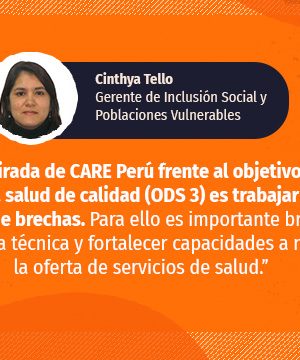 Cinthya Tello
Gerente de Inclusión Social y
Poblaciones Vulnerables
irada de CARE Perú frente al objetivo
salud de calidad (ODS 3) es trabajar
e brechas. Para ello es importante br
a técnica y fortalecer capacidades a n
la oferta de servicios de salud.”